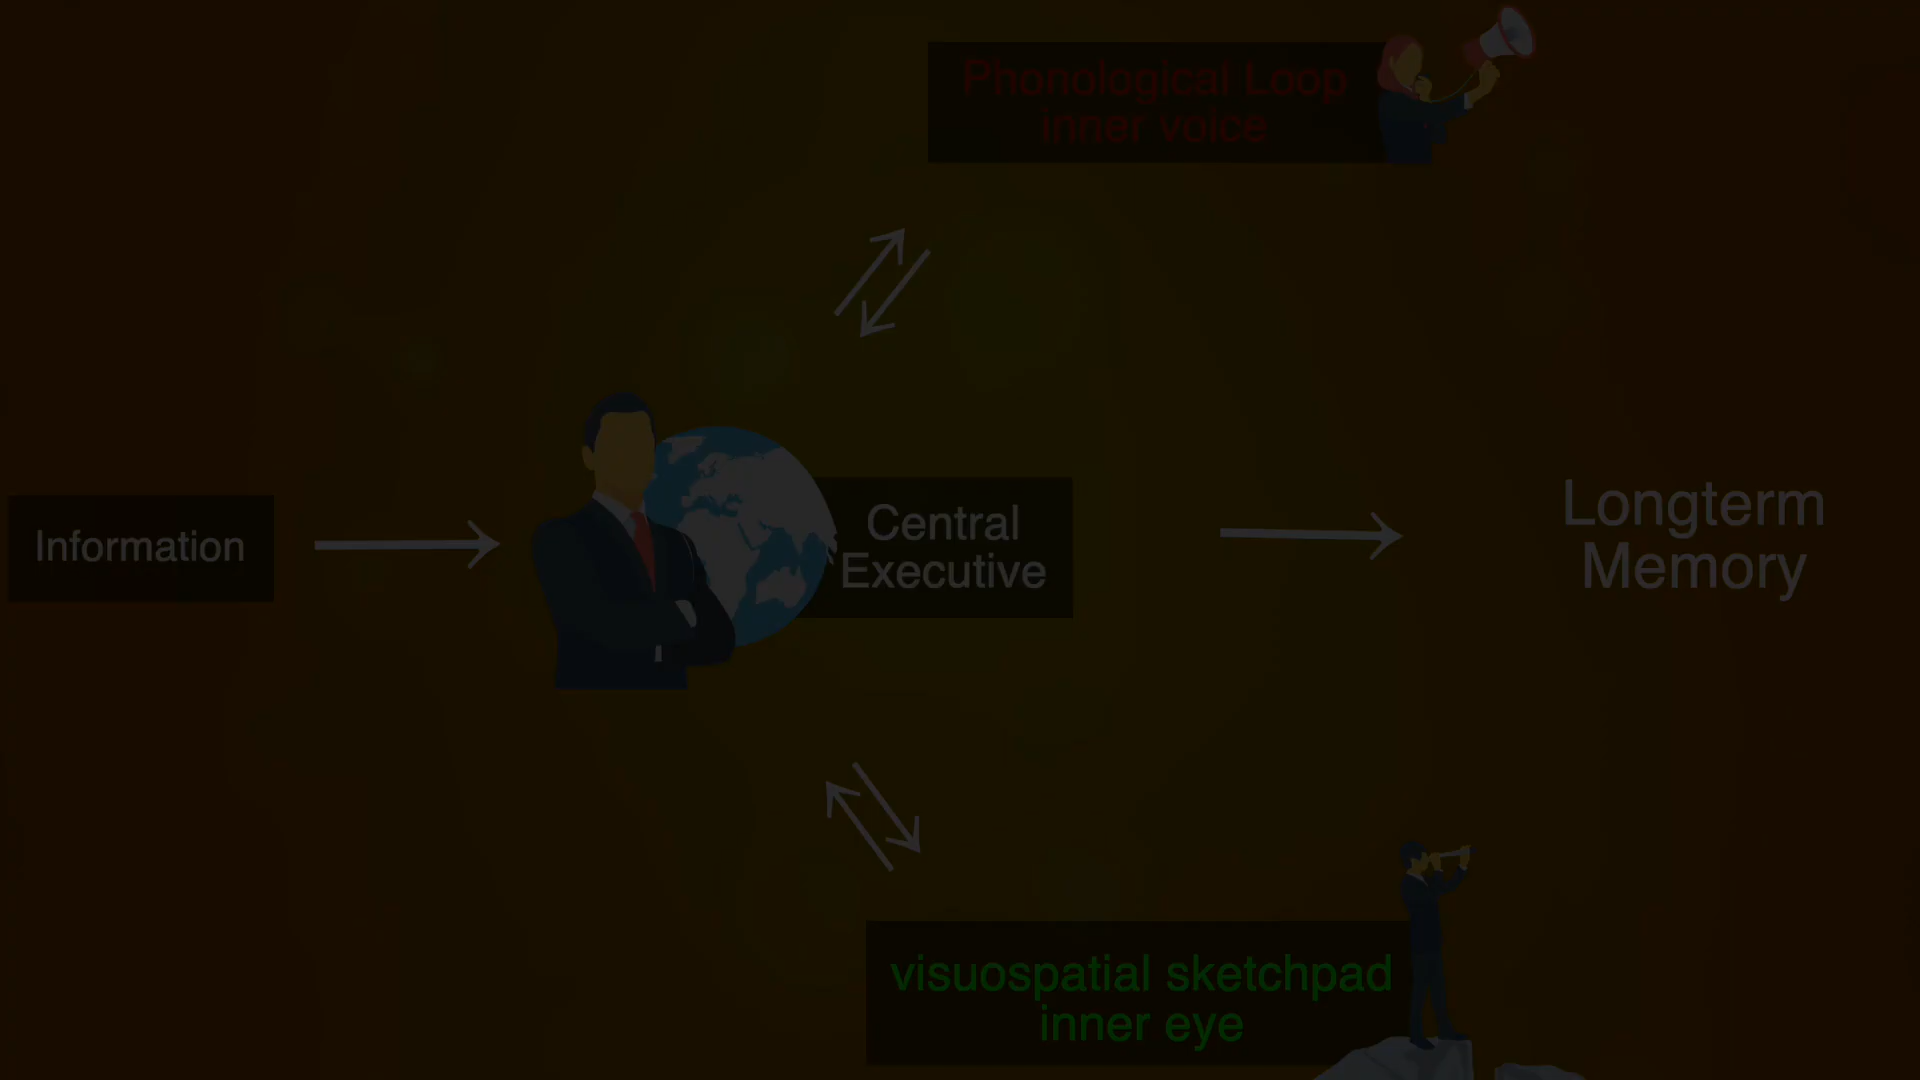 Phonological Loop
inner voice
Information
Central
Executive
Longterm
Memory
visuospatial sketchpad
inner eye